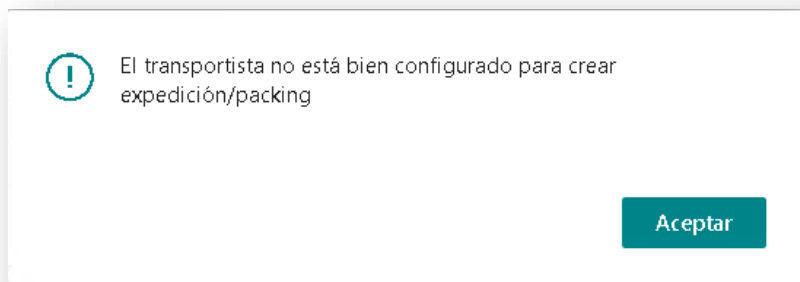 El transportista no está bien configurado para crear
expedición/packing
Aceptar